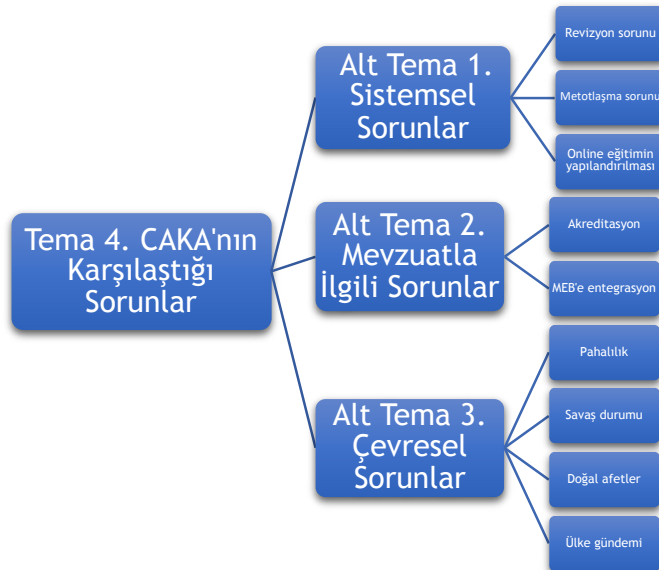 Tema 4. CAKA'nın
Karşılaştığı
Sorunlar
Alt Tema 1.
Sistemsel
Sorunlar
Revizyon sorunu
Metotlaşma sorunu
Online eğitimin
yapılandırılması
Alt Tema 2.
Mevzuatla
İlgili Sorunlar
Akreditasyon
MEB'e entegrasyon
Alt Tema 3.
Çevresel
Sorunlar
Pahalılık
Savaş durumu
Doğal afetler
Ülke gündemi